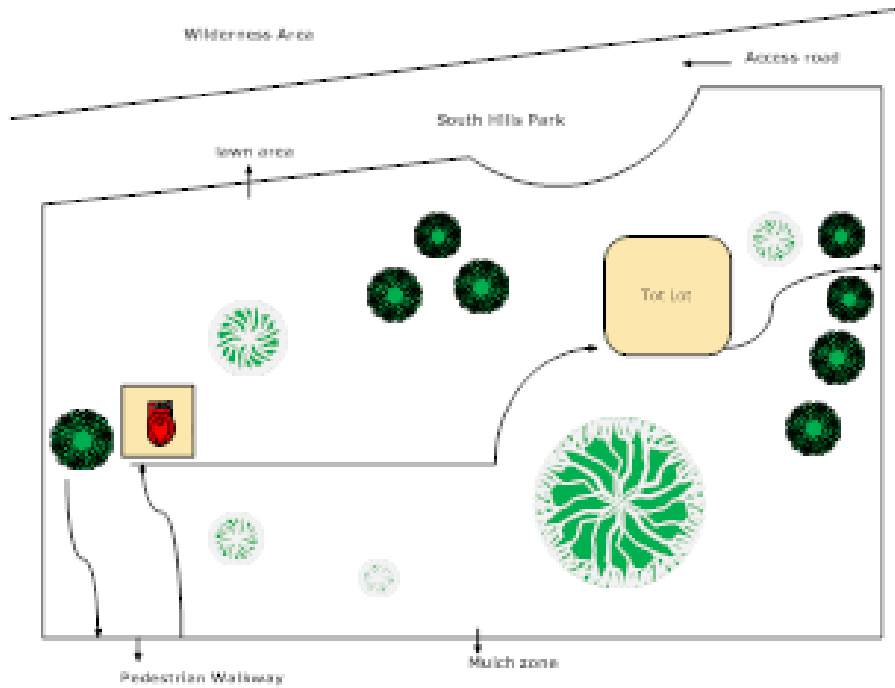 Wilderness Area
Access road
South Hills Park
lawn area
Tot Lot
Mulch zone
Pedestrian Walkway